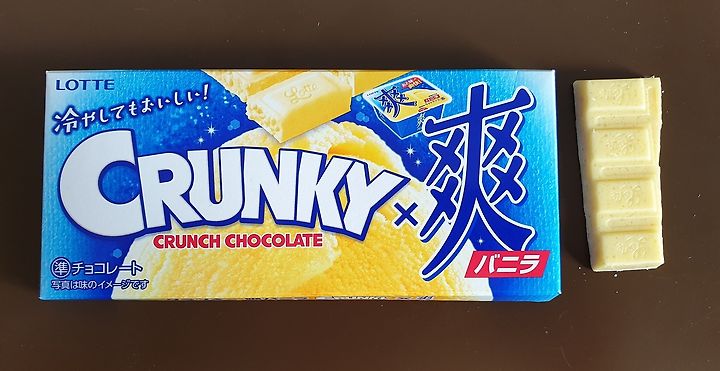 LOTTE
冷やしてもおいしい!
CRUNKY×爽
CRUNCH CHOCOLATE
バニラ
準チョコレート
写真は味のイメージです